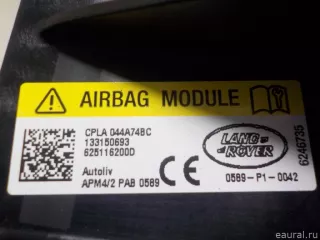 AIRBAG MODULE
CPLA 044A74BC
133150693
625116200D
Autoliv
APM4/2 PAB 0589
CE
LAND
ROVER
0589-P1-0042
6246735
eaural.ru